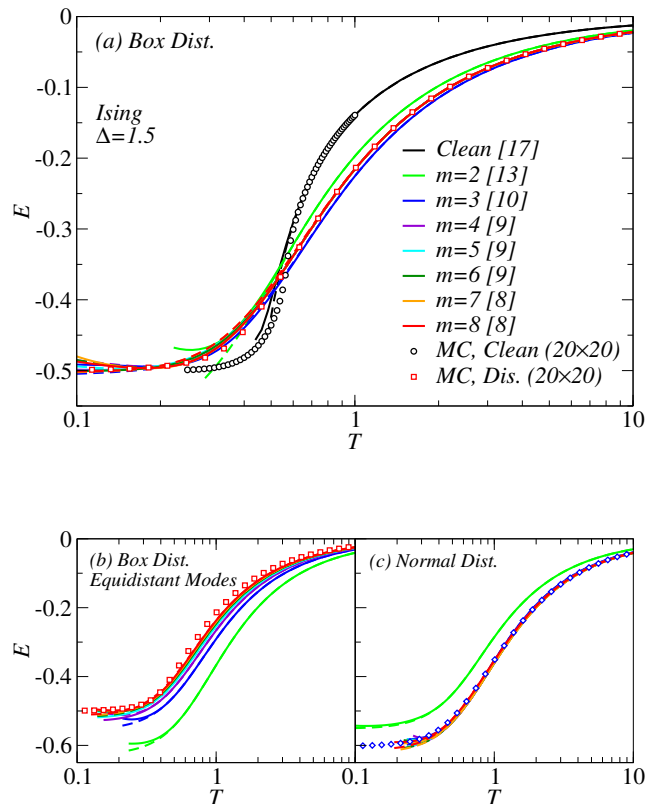 (a) Box Dist.
Ising
Δ=1.5
Clean [17]
m=2 [13]
m=3 [10]
m=4 [9]
m=5 [9]
m=6 [9]
m=7 [8]
m=8 [8]
MC, Clean (20×20)
MC, Dis. (20×20)
0
-0.1
-0.2
-0.3
-0.4
-0.5
-0.6
E
0.1
1
10
T
(b) Box Dist.
Equidistant Modes
0
-0.2
-0.4
-0.6
E
0.1
1
T
(c) Normal Dist.
0.1
1
10
T